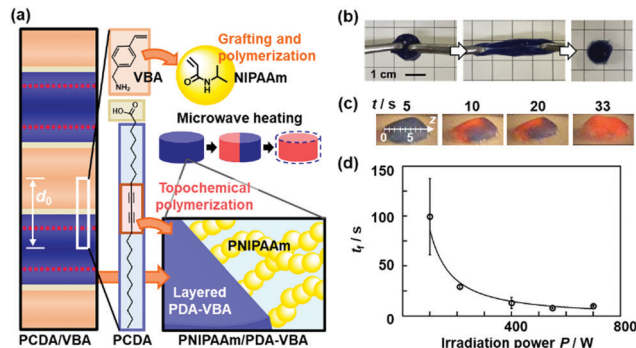 (a)
VBA
NH₂
Grafting and
polymerization
NIPAAm
O
N
H
HO
O
Microwave heating
Topochemical
polymerization
d₀
PNIPAAm
Layered
PDA-VBA
PCDA/VBA
PCDA
PNIPAAm/PDA-VBA
(b)
1 cm
(c)
t / s 5 10 20 33
0 5 z
(d)
150
100
50
0
t_f / s
0 400 800
Irradiation power P / W